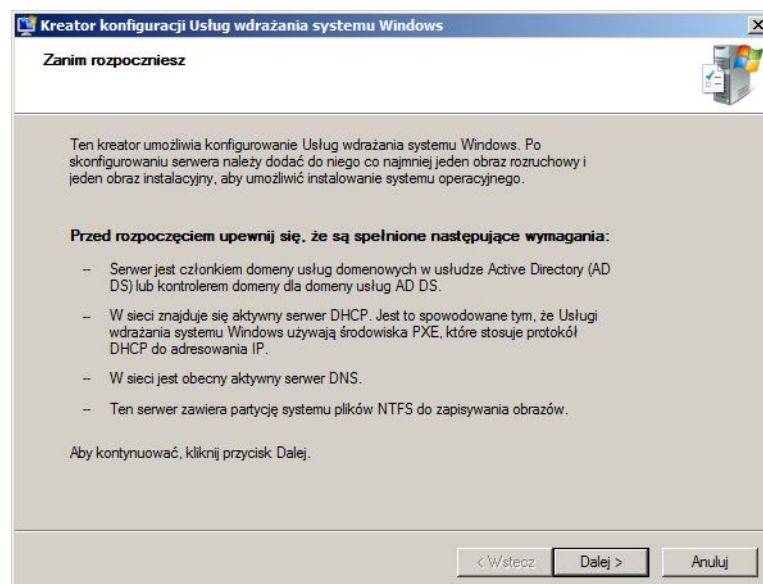 Kreator konfiguracji Usług wdrażania systemu Windows
Zanim rozpoczniesz
Ten kreator umożliwia konfigurowanie Usług wdrażania systemu Windows. Po
skonfigurowaniu serwera należy dodać do niego co najmniej jeden obraz rozruchowy i
jeden obraz instalacyjny, aby umożliwić instalowanie systemu operacyjnego.
Przed rozpoczęciem upewnij się, że są spełnione następujące wymagania:
-- Serwer jest członkiem domeny usług domenowych w usłudze Active Directory (AD
DS) lub kontrolerem domeny dla domeny usług AD DS.
-- W sieci znajduje się aktywny serwer DHCP. Jest to spowodowane tym, że Usługi
wdrażania systemu Windows używają środowiska PXE, które stosuje protokół
DHCP do adresowania IP.
-- W sieci jest obecny aktywny serwer DNS.
-- Ten serwer zawiera partycję systemu plików NTFS do zapisywania obrazów.
Aby kontynuować, kliknij przycisk Dalej.
< Wstecz Dalej > Anuluj